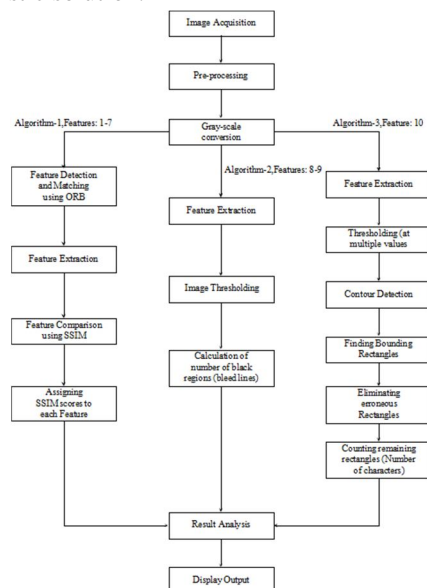 Image Acquisition
Pre-processing
Gray-scale
conversion
Algorithm-1,Features: 1-7
Feature Detection
and Matching
using ORB
Feature Extraction
Feature Comparison
using SSIM
Assigning
SSIM scores to
each Feature
Algorithm-2,Features: 8-9
Feature Extraction
Image Thresholding
Calculation of
number of black
regions (bleed lines)
Algorithm-3,Feature: 10
Feature Extraction
Thresholding (at
multiple values
Contour Detection
Finding Bounding
Rectangles
Eliminating
erroneous
Rectangles
Counting remaining
rectangles (Number
of characters)
Result Analysis
Display Output